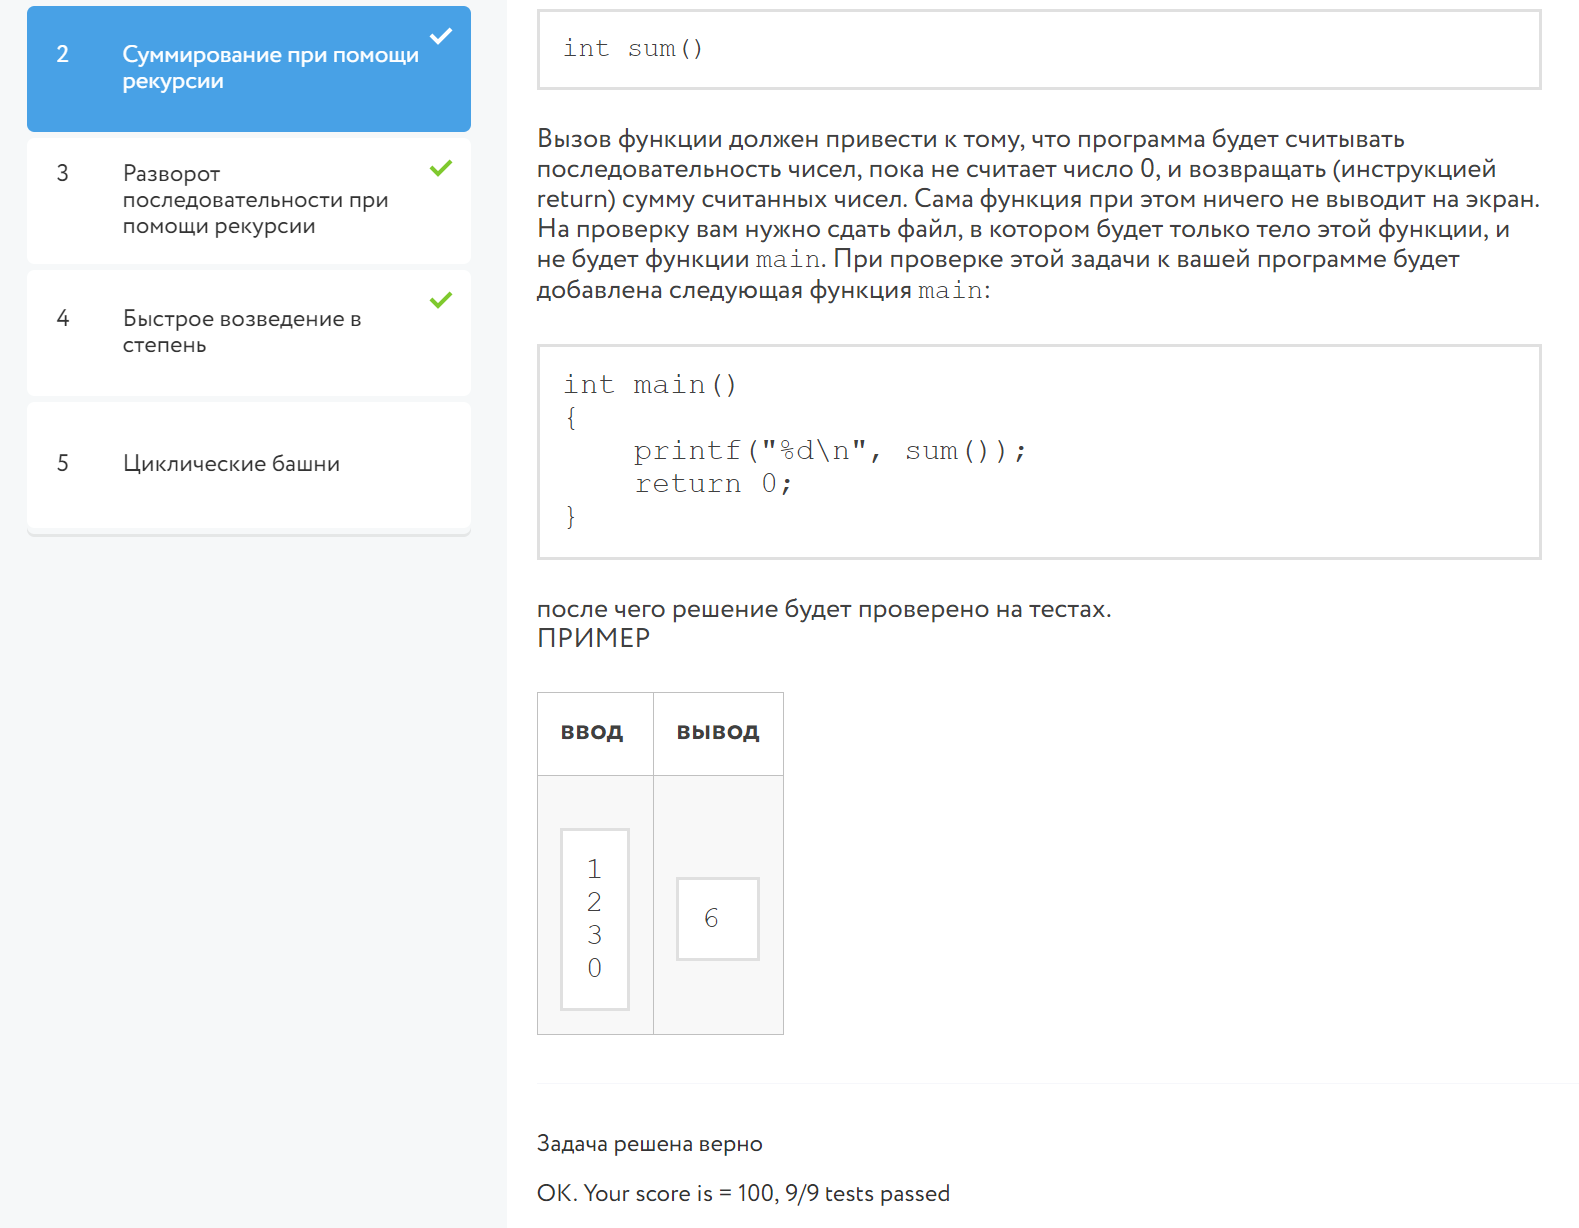 2
Суммирование при помощи
рекурсии
3
Разворот
последовательности при
помощи рекурсии
4
Быстрое возведение в
степень
5
Циклические башни
int sum()
Вызов функции должен привести к тому, что программа будет считывать
последовательность чисел, пока не считает число 0, и возвращать (инструкцией
return) сумму считанных чисел. Сама функция при этом ничего не выводит на экран.
На проверку вам нужно сдать файл, в котором будет только тело этой функции, и
не будет функции main. При проверке этой задачи к вашей программе будет
добавлена следующая функция main:
int main()
{
printf("%d\n", sum());
return 0;
}
после чего решение будет проверено на тестах.
ПРИМЕР
ВВОД ВЫВОД
1
2
3
0
6
Задача решена верно
OK. Your score is = 100, 9/9 tests passed